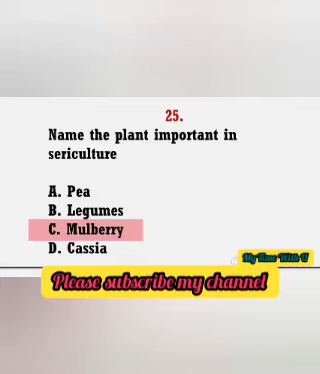 25.
Name the plant important in
sericulture
A. Pea
B. Legumes
C. Mulberry
D. Cassia
My Time With U
Please subscribe my channel